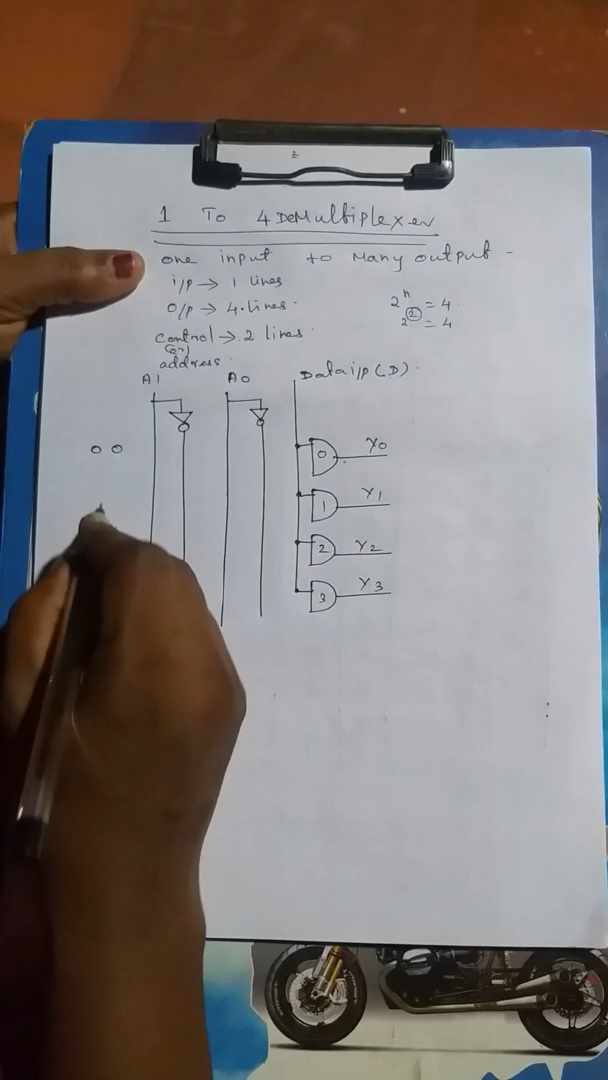 1 To 4 DeMultiplexer
one input to Many output -
i/p → 1 lines
o/p → 4. lines.
2^n = 4.
2^2 = 4
control → 2 lines.
(or)
address.
A1 A0 Data i/p (D).
0 0
0 Y0
1 Y1
2 Y2
3 Y3